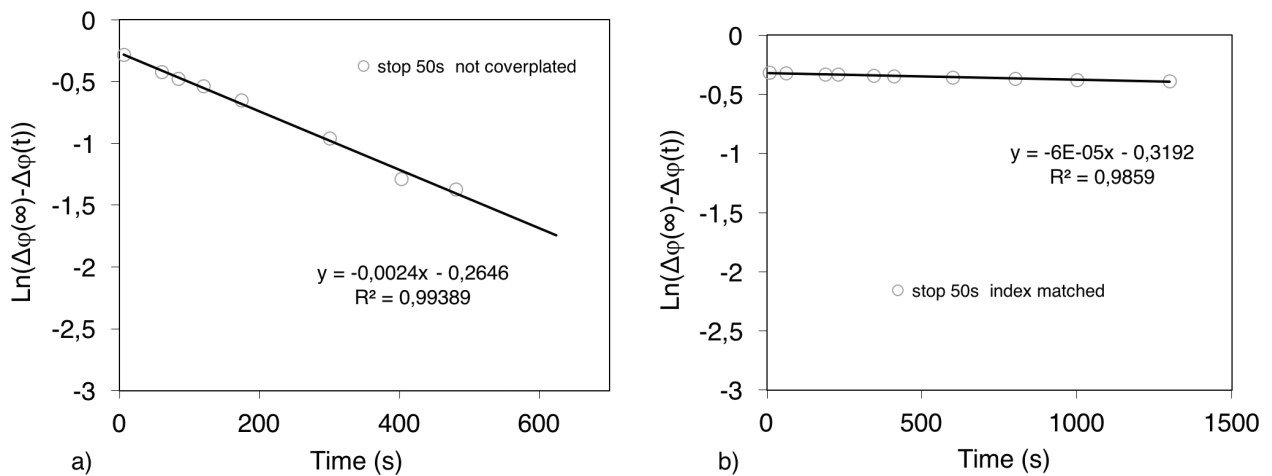 0
-0,5
-1
-1,5
-2
-2,5
-3
Ln(Δφ(∞)-Δφ(t))
stop 50s not coverplated
y = -0,0024x - 0,2646
R² = 0,99389
0 200 400 600
Time (s)
a)
0
-0,5
-1
-1,5
-2
-2,5
-3
Ln(Δφ(∞)-Δφ(t))
y = -6E-05x - 0,3192
R² = 0,9859
stop 50s index matched
0 500 1000 1500
Time (s)
b)